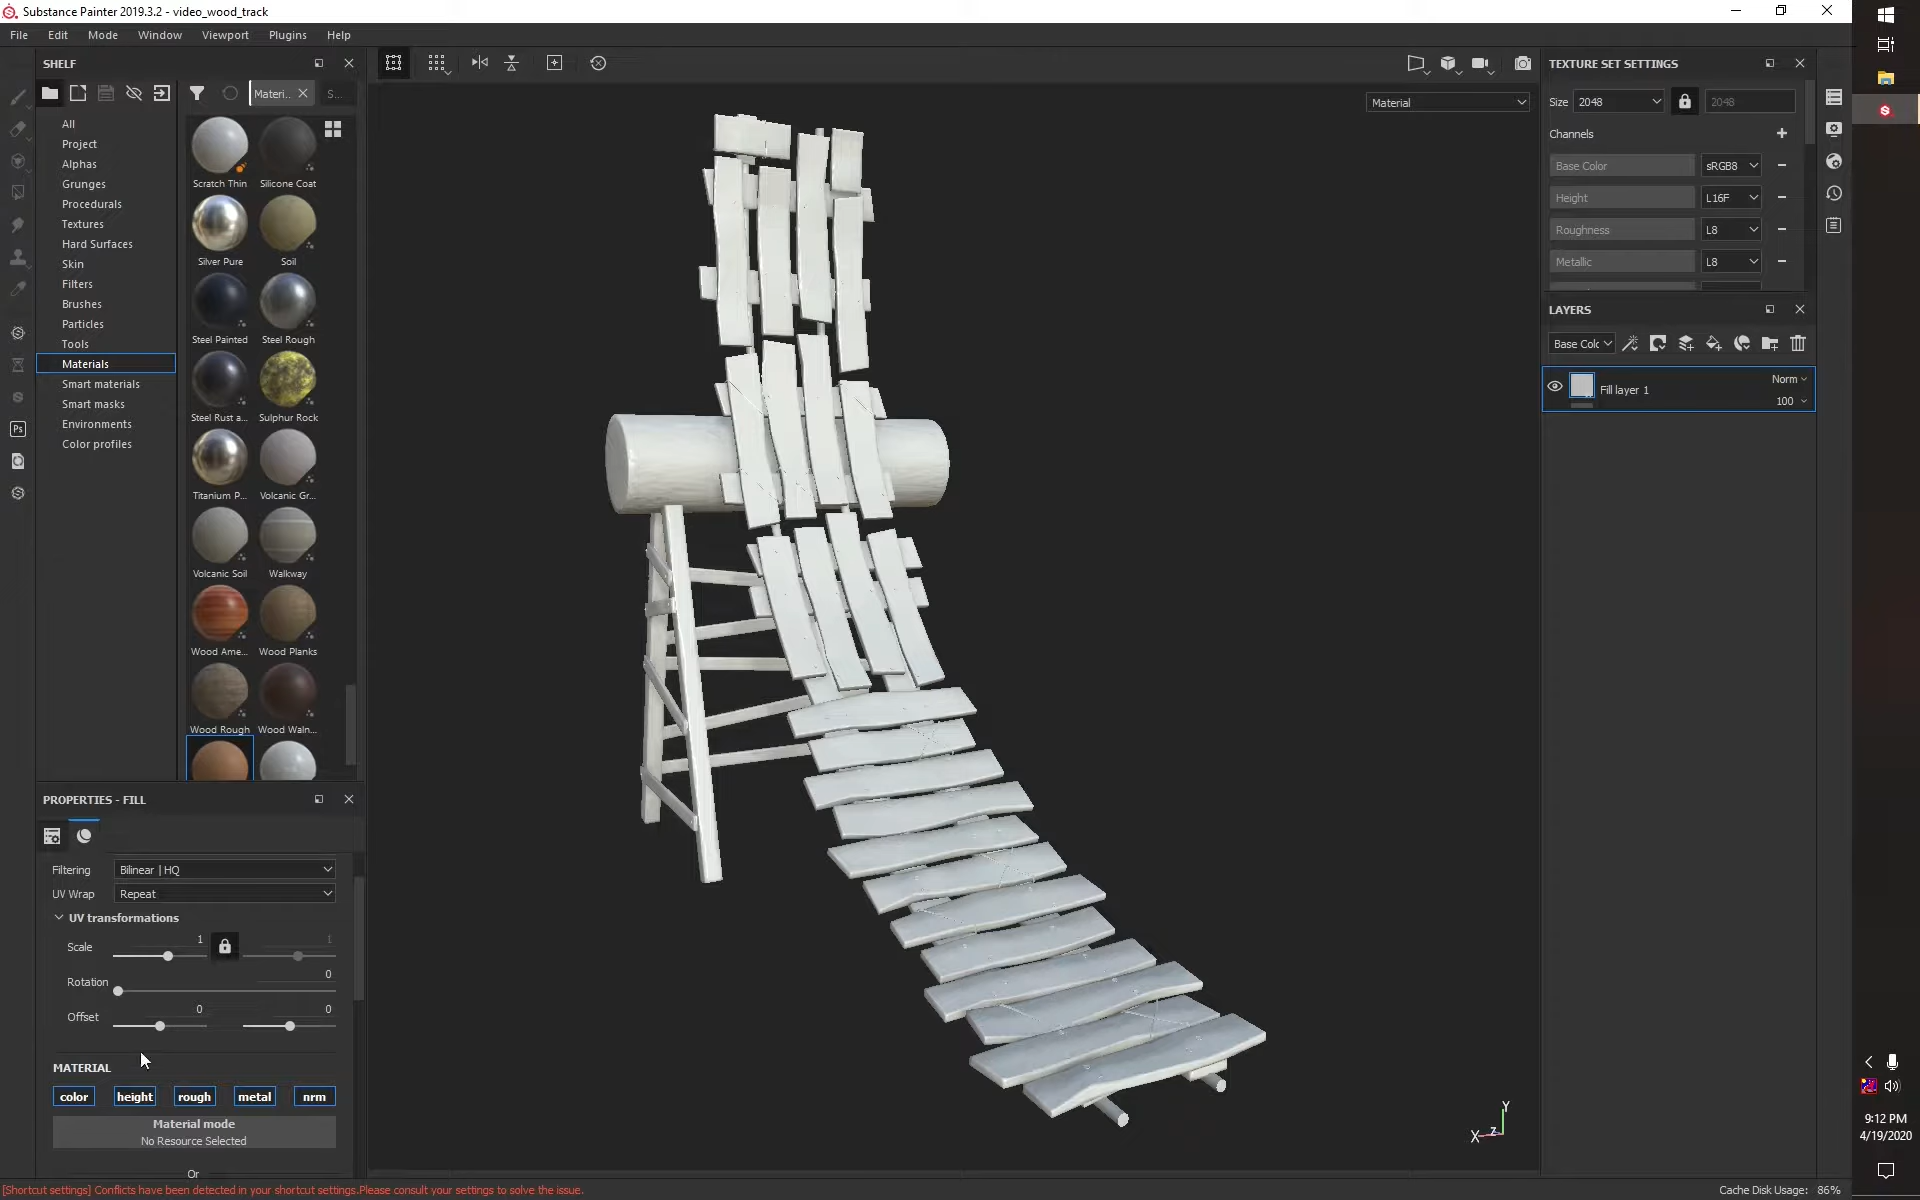 Substance Painter 2019.3.2 - video_wood_track
File Edit Mode Window Viewport Plugins Help
SHELF
Materi...
S...
All
Project
Alphas
Grunges
Procedurals
Textures
Hard Surfaces
Skin
Filters
Brushes
Particles
Tools
Materials
Smart materials
Smart masks
Environments
Color profiles
Ps
Scratch Thin
Silicone Coat
Silver Pure
Soil
Steel Painted
Steel Rough
Steel Rust a...
Sulphur Rock
Titanium P...
Volcanic Gr...
Volcanic Soil
Walkway
Wood Ame...
Wood Planks
Wood Rough
Wood Waln...
PROPERTIES - FILL
Filtering Bilinear | HQ
UV Wrap Repeat
UV transformations
Scale 1 1
Rotation 0
Offset 0 0
MATERIAL
color height rough metal nrm
Material mode
No Resource Selected
Or
Material
Y
X Z
TEXTURE SET SETTINGS
Size 2048 2048
Channels
Base Color sRGB8
Height L16F
Roughness L8
Metallic L8
LAYERS
Base Colc
Fill layer 1
Norm
100
[Shortcut settings] Conflicts have been detected in your shortcut settings.Please consult your settings to solve the issue.
Cache Disk Usage: 86%
9:12 PM
4/19/2020